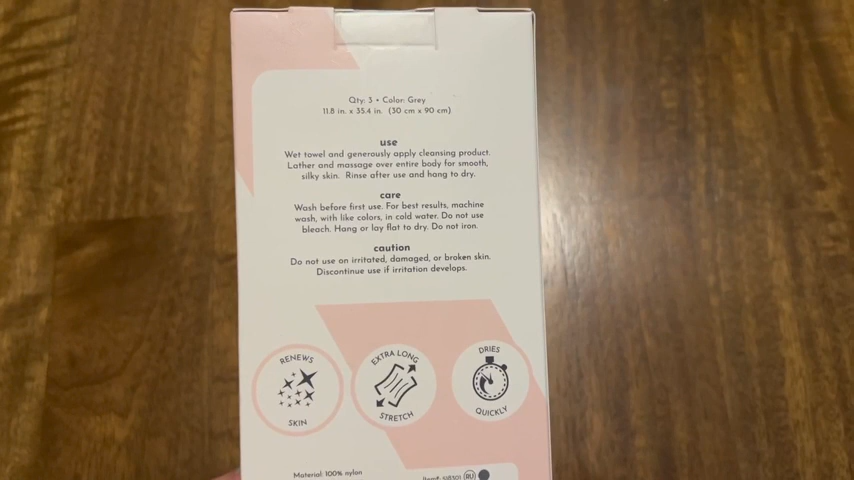 Qty: 3 • Color: Grey
11.8 in. x 35.4 in. (30 cm x 90 cm)
use
Wet towel and generously apply cleansing product.
Lather and massage over entire body for smooth,
silky skin. Rinse after use and hang to dry.
care
Wash before first use. For best results, machine
wash, with like colors, in cold water. Do not use
bleach. Hang or lay flat to dry. Do not iron.
caution
Do not use on irritated, damaged, or broken skin.
Discontinue use if irritation develops.
RENEWS
SKIN
EXTRA LONG
STRETCH
DRIES
QUICKLY
Material: 100% nylon